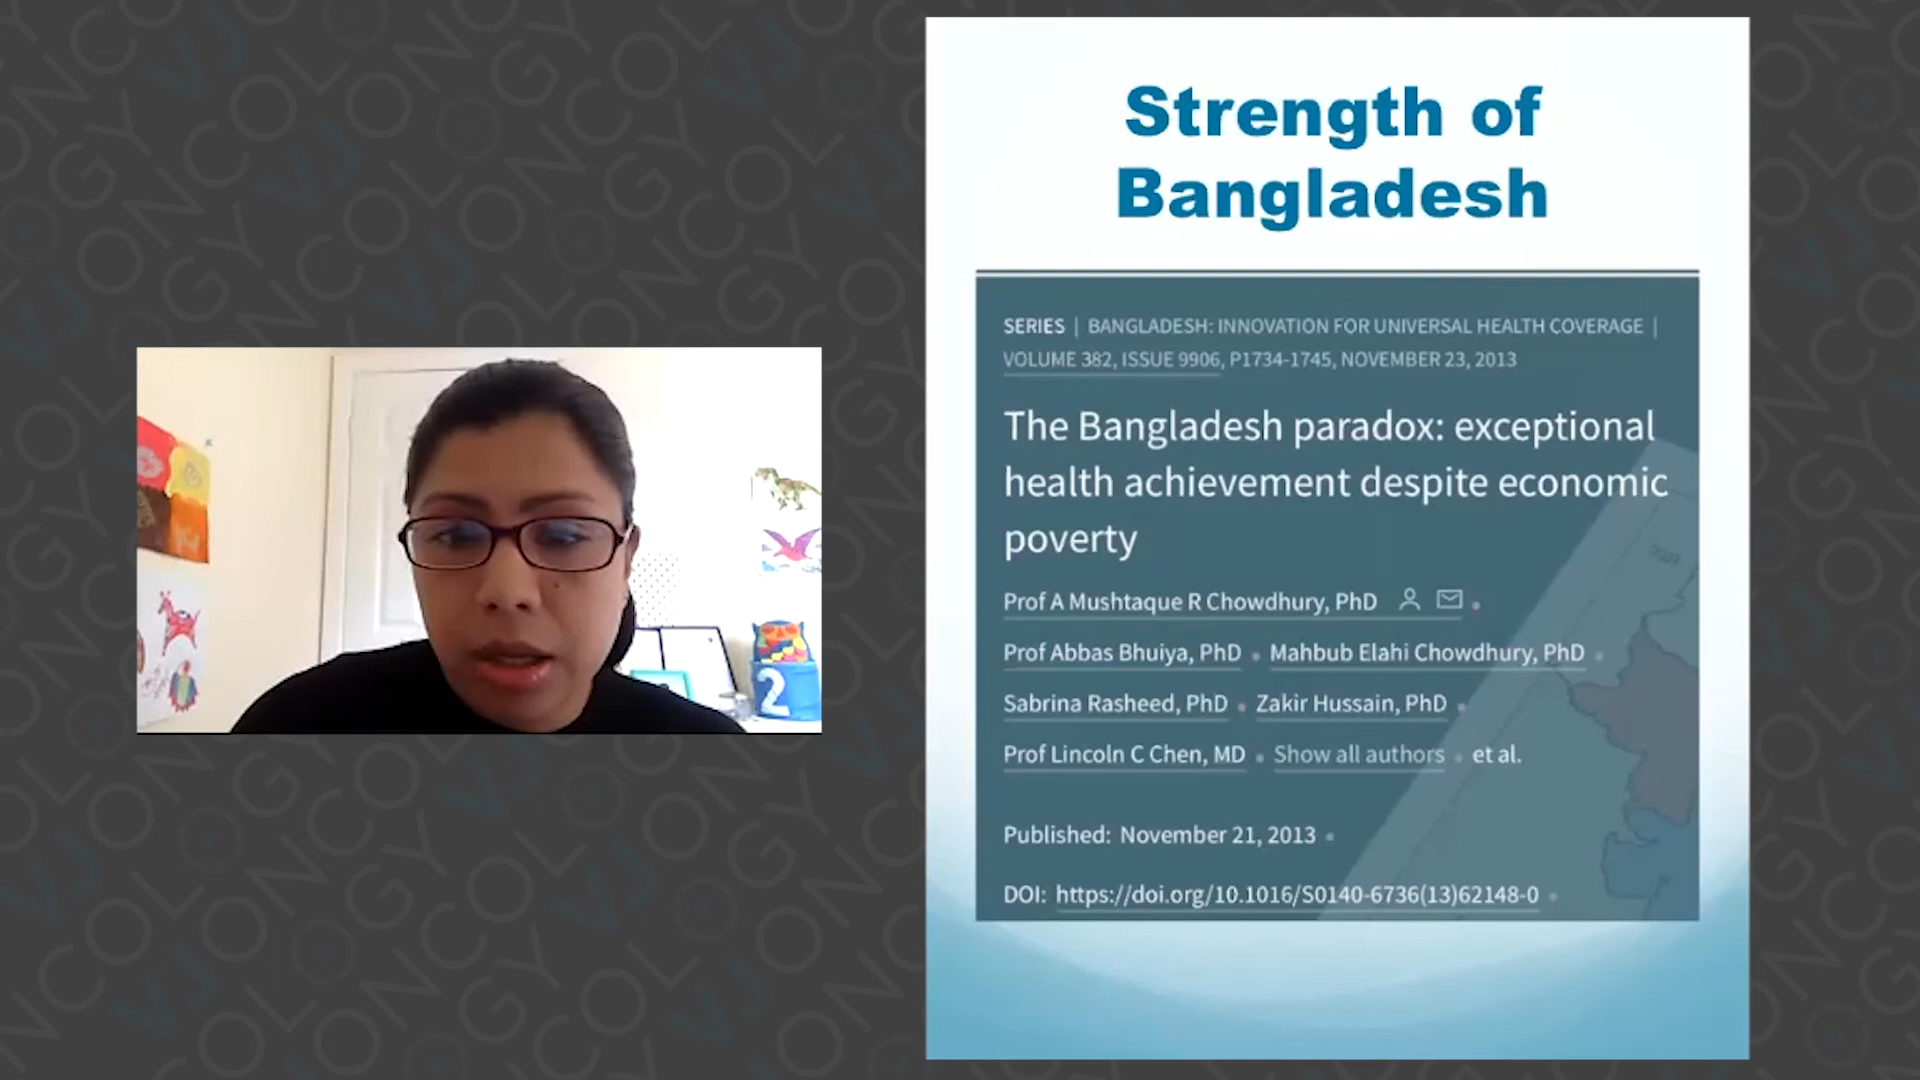 Strength of
Bangladesh
SERIES | BANGLADESH: INNOVATION FOR UNIVERSAL HEALTH COVERAGE |
VOLUME 382, ISSUE 9906, P1734-1745, NOVEMBER 23, 2013
The Bangladesh paradox: exceptional
health achievement despite economic
poverty
Prof A Mushtaque R Chowdhury, PhD
Prof Abbas Bhuiya, PhD • Mahbub Elahi Chowdhury, PhD •
Sabrina Rasheed, PhD • Zakir Hussain, PhD •
Prof Lincoln C Chen, MD • Show all authors • et al.
Published: November 21, 2013 •
DOI: https://doi.org/10.1016/S0140-6736(13)62148-0 •
2
VJONCOLOGY